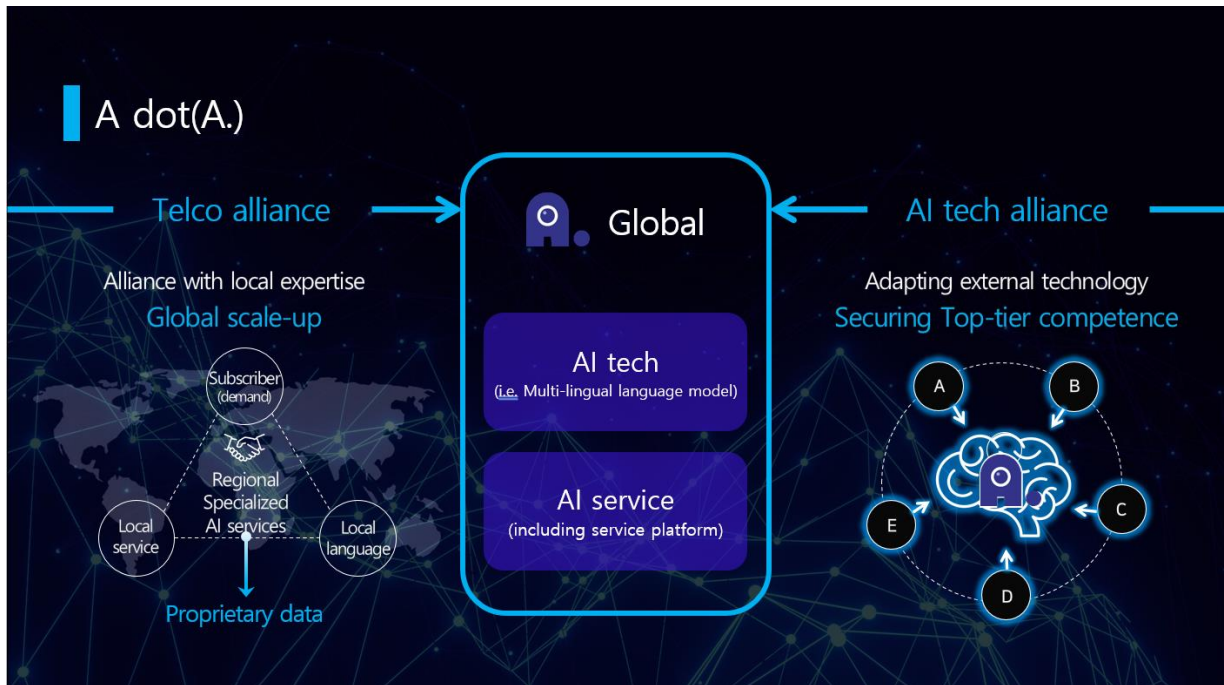 A dot(A.)
Telco alliance
Alliance with local expertise
Global scale-up
Subscriber
(demand)
Regional
Specialized
AI services
Local
service
Local
language
Proprietary data
Global
AI tech
(i.e. Multi-lingual language model)
AI service
(including service platform)
AI tech alliance
Adapting external technology
Securing Top-tier competence
A
B
C
D
E